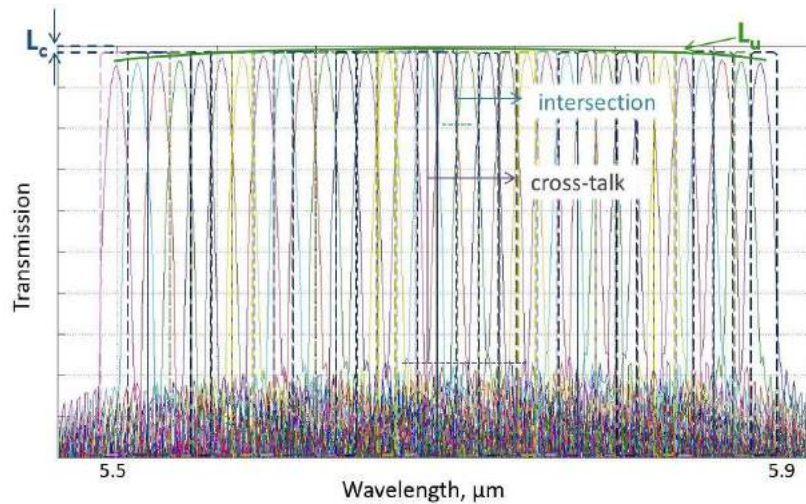 Lc
Lu
intersection
cross-talk
Transmission
5.5
5.9
Wavelength, µm